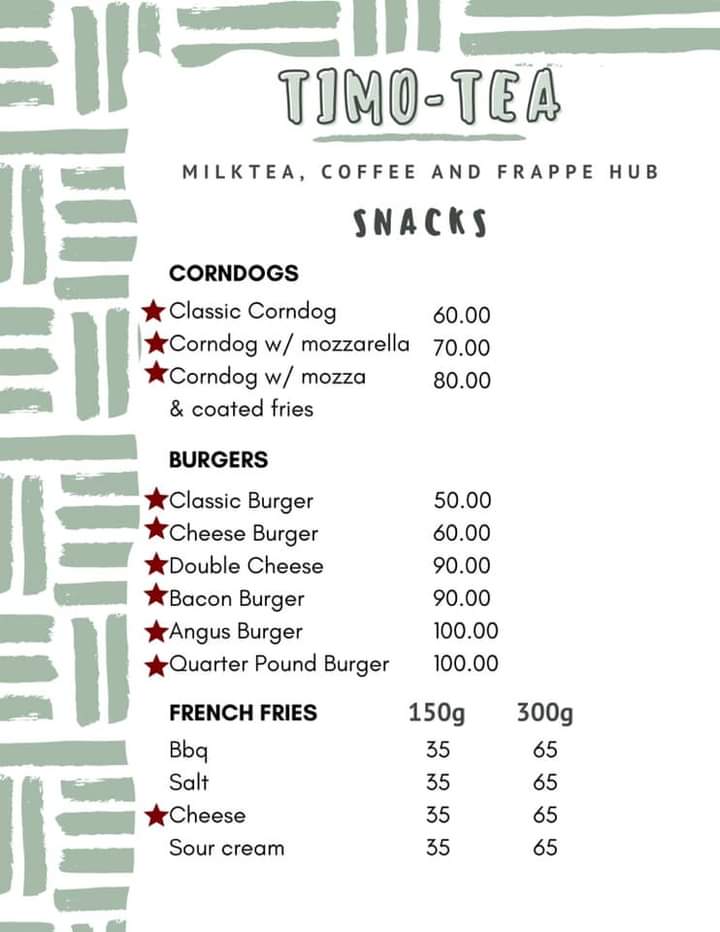 TIMO-TEA
MILKTEA, COFFEE AND FRAPPE HUB
SNACKS
CORNDOGS
Classic Corndog 60.00
Corndog w/ mozzarella 70.00
Corndog w/ mozza 80.00
& coated fries
BURGERS
Classic Burger 50.00
Cheese Burger 60.00
Double Cheese 90.00
Bacon Burger 90.00
Angus Burger 100.00
Quarter Pound Burger 100.00
FRENCH FRIES 150g 300g
Bbq 35 65
Salt 35 65
Cheese 35 65
Sour cream 35 65